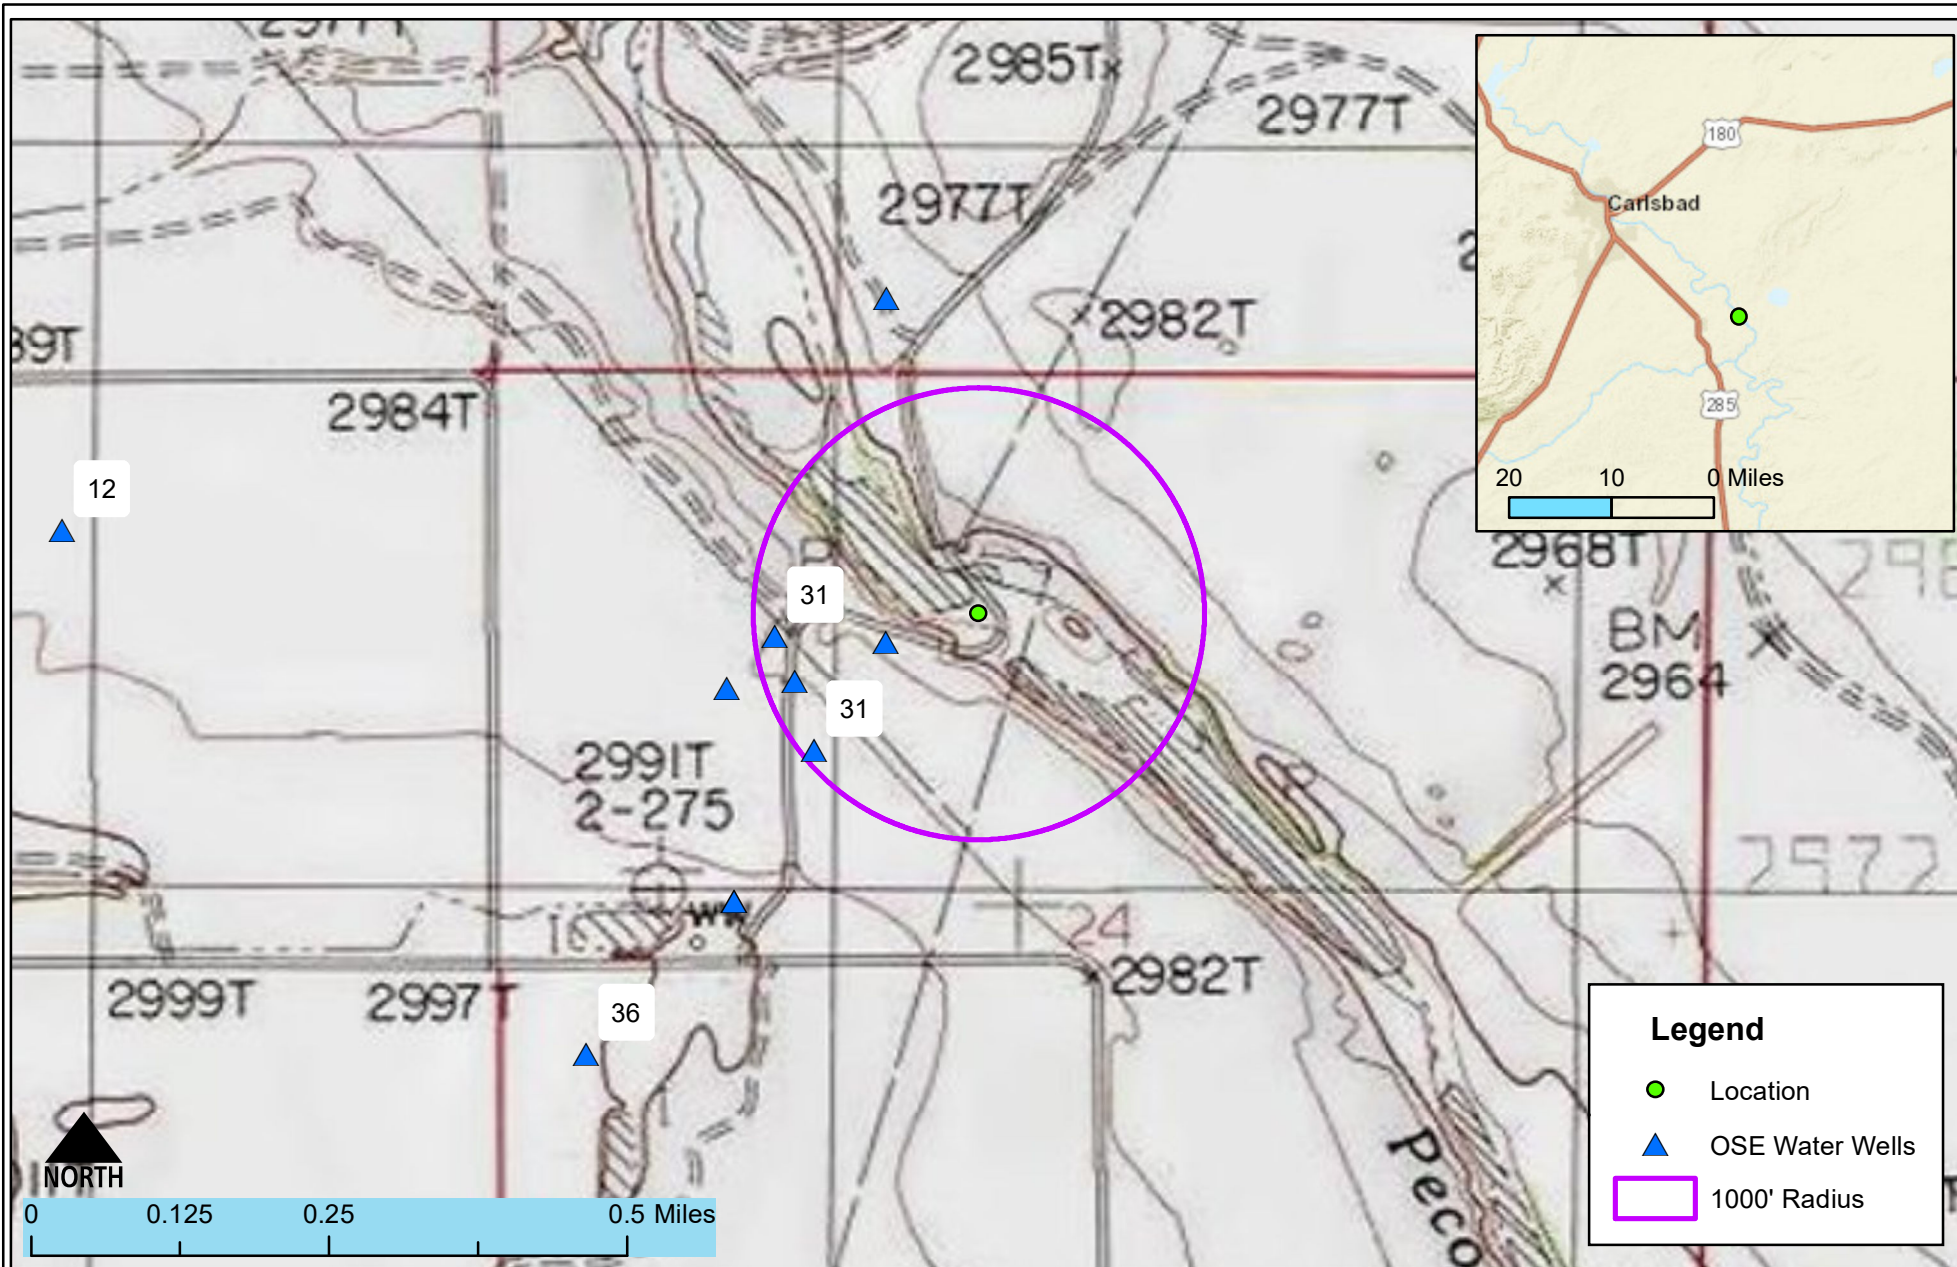 2985T
2977T
2977T
2982T
89T
2984T
12
31
31
2991T
2-275
WW
24
2982T
2999T
2997T
36
2968T
BM
2964
2972
Peco
180
Carlsbad
285
20 10 0 Miles
Legend
Location
OSE Water Wells
1000' Radius
NORTH
0 0.125 0.25 0.5 Miles